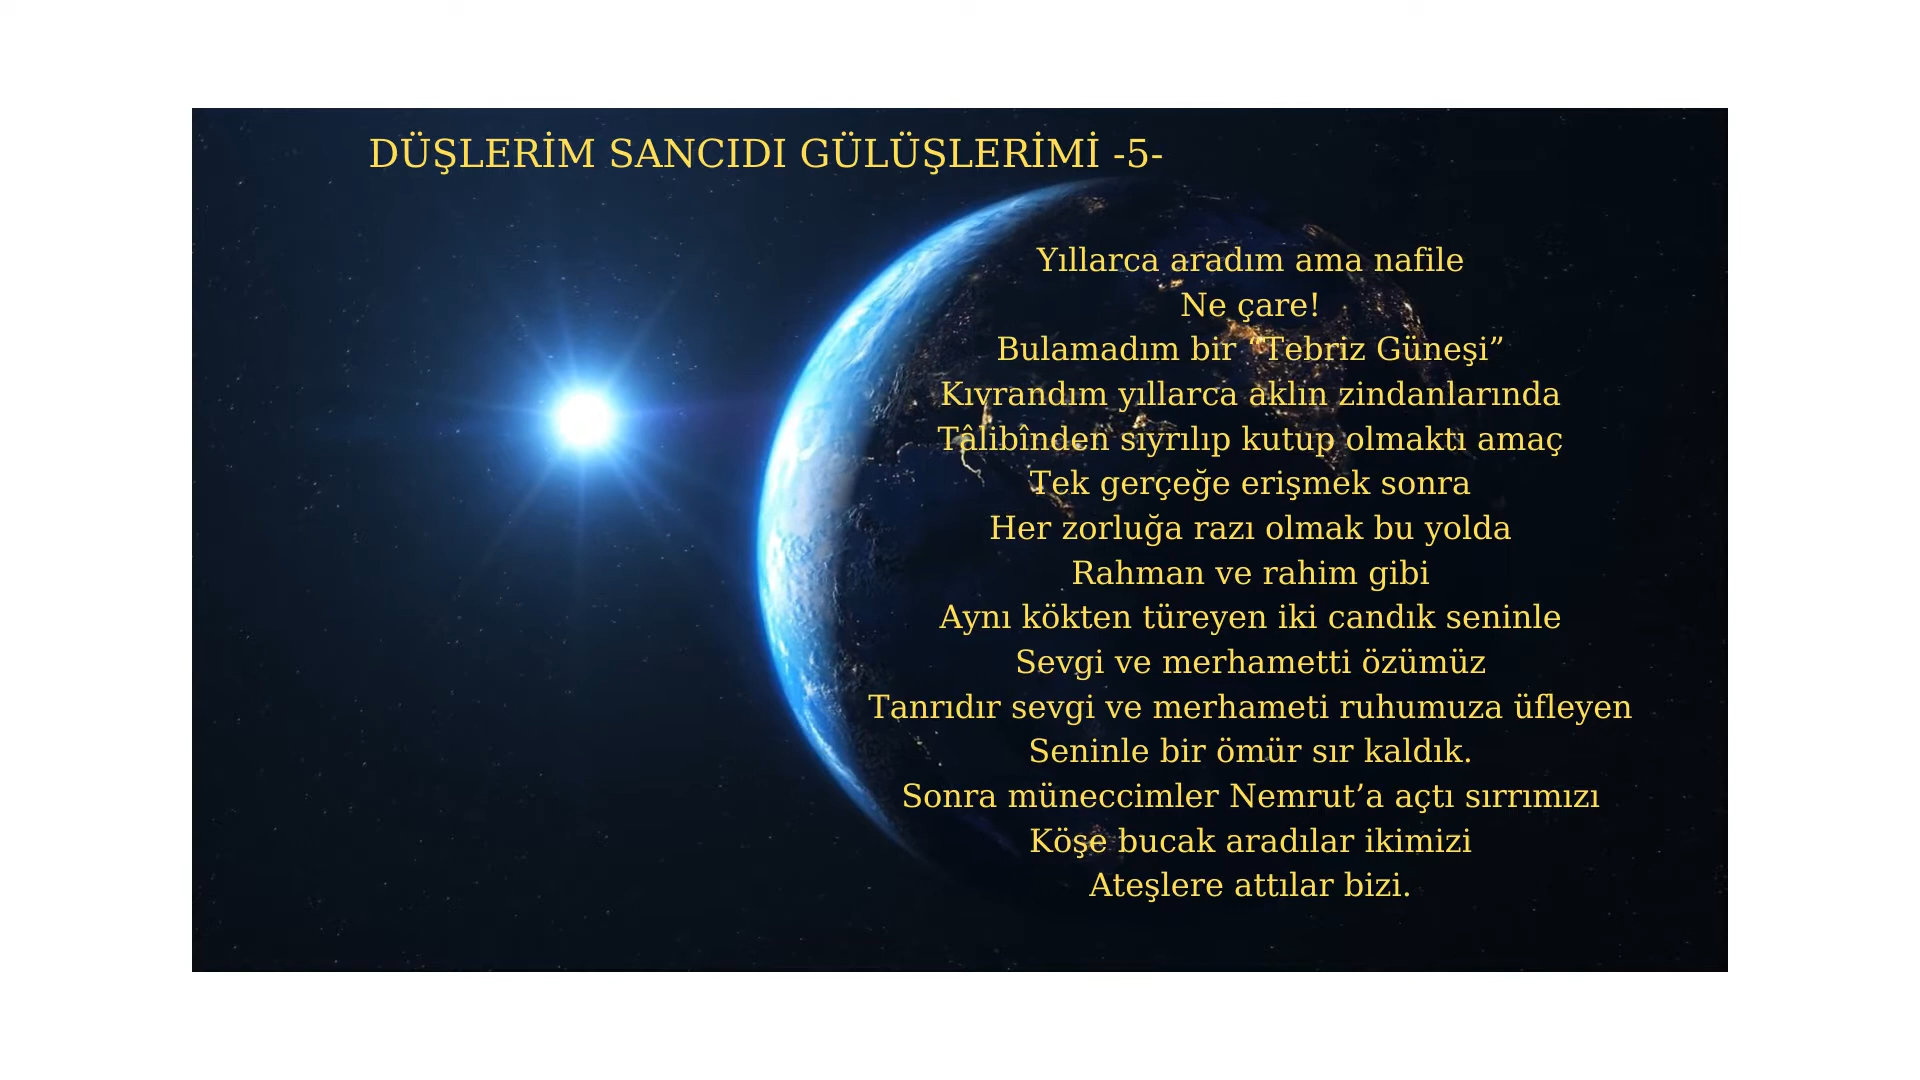 DÜŞLERİM SANCIDI GÜLÜŞLERİMİ -5-
Yıllarca aradım ama nafile
Ne çare!
Bulamadım bir “Tebriz Güneşi”
Kıvrandım yıllarca aklın zindanlarında
Tâlibînden sıyrılıp kutup olmaktı amaç
Tek gerçeğe erişmek sonra
Her zorluğa razı olmak bu yolda
Rahman ve rahim gibi
Aynı kökten türeyen iki candık seninle
Sevgi ve merhametti özümüz
Tanrıdır sevgi ve merhameti ruhumuza üfleyen
Seninle bir ömür sır kaldık.
Sonra müneccimler Nemrut’a açtı sırrımızı
Köşe bucak aradılar ikimizi
Ateşlere attılar bizi.